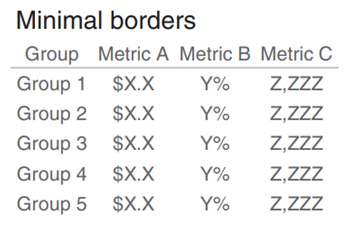 Minimal borders
Group Metric A Metric B Metric C
Group 1 $X.X Y% Z,ZZZ
Group 2 $X.X Y% Z,ZZZ
Group 3 $X.X Y% Z,ZZZ
Group 4 $X.X Y% Z,ZZZ
Group 5 $X.X Y% Z,ZZZ